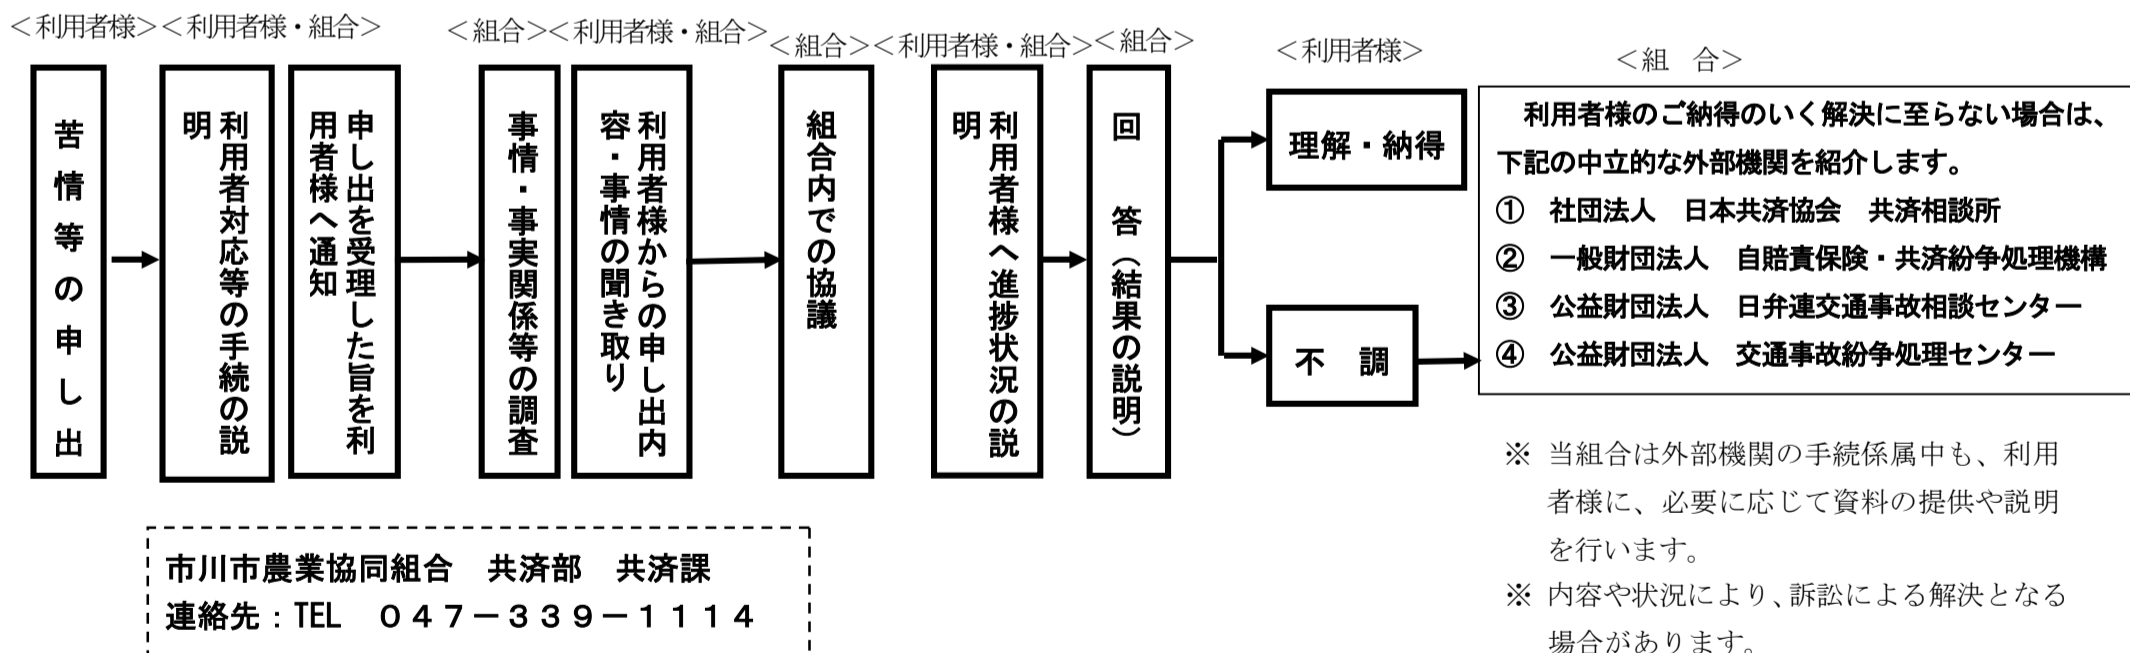 ＜利用者様＞
＜利用者様・組合＞
＜組合＞
＜利用者様・組合＞
＜組合＞
＜利用者様・組合＞
＜組合＞
＜利用者様＞
＜組　合＞
苦情等の申し出
利用者対応等の手続の説
明
申し出を受理した旨を利
用者様へ通知
事情・事実関係等の調査
利用者様からの申し出内
容・事情の聞き取り
組合内での協議
利用者様へ進捗状況の説
明
回　答（結果の説明）
理解・納得
不　調
利用者様のご納得のいく解決に至らない場合は、
下記の中立的な外部機関を紹介します。
①　社団法人　日本共済協会　共済相談所
②　一般財団法人　自賠責保険・共済紛争処理機構
③　公益財団法人　日弁連交通事故相談センター
④　公益財団法人　交通事故紛争処理センター
※ 当組合は外部機関の手続係属中も、利用
者様に、必要に応じて資料の提供や説明
を行います。
※ 内容や状況により、訴訟による解決となる
場合があります。
市川市農業協同組合　共済部　共済課
連絡先：TEL　０４７－３３９－１１１４